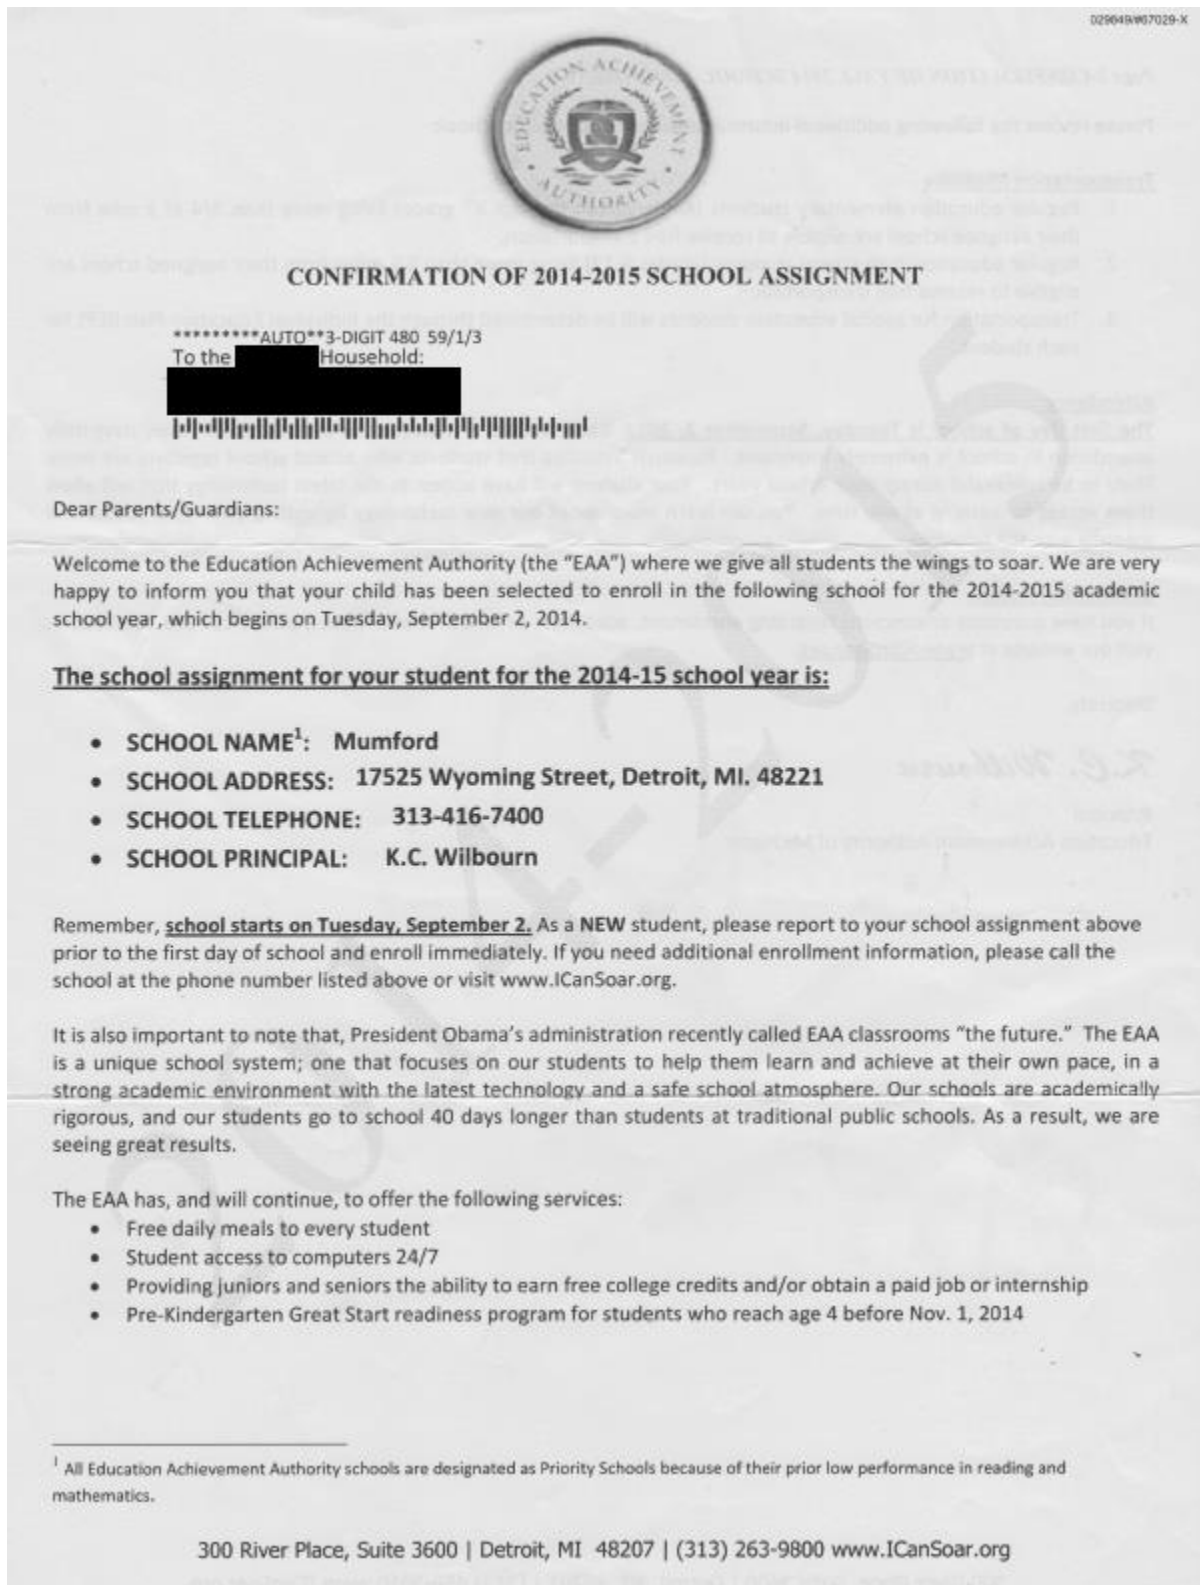 029649/#67029-X
EDUCATION ACHIEVEMENT
AUTHORITY
CONFIRMATION OF 2014-2015 SCHOOL ASSIGNMENT
*********AUTO**3-DIGIT 480 59/1/3
To the Household:
Dear Parents/Guardians:
Welcome to the Education Achievement Authority (the “EAA”) where we give all students the wings to soar. We are very
happy to inform you that your child has been selected to enroll in the following school for the 2014-2015 academic
school year, which begins on Tuesday, September 2, 2014.
The school assignment for your student for the 2014-15 school year is:
• SCHOOL NAME1: Mumford
• SCHOOL ADDRESS: 17525 Wyoming Street, Detroit, MI. 48221
• SCHOOL TELEPHONE: 313-416-7400
• SCHOOL PRINCIPAL: K.C. Wilbourn
Remember, school starts on Tuesday, September 2. As a NEW student, please report to your school assignment above
prior to the first day of school and enroll immediately. If you need additional enrollment information, please call the
school at the phone number listed above or visit www.ICanSoar.org.
It is also important to note that, President Obama’s administration recently called EAA classrooms “the future.” The EAA
is a unique school system; one that focuses on our students to help them learn and achieve at their own pace, in a
strong academic environment with the latest technology and a safe school atmosphere. Our schools are academically
rigorous, and our students go to school 40 days longer than students at traditional public schools. As a result, we are
seeing great results.
The EAA has, and will continue, to offer the following services:
• Free daily meals to every student
• Student access to computers 24/7
• Providing juniors and seniors the ability to earn free college credits and/or obtain a paid job or internship
• Pre-Kindergarten Great Start readiness program for students who reach age 4 before Nov. 1, 2014
1 All Education Achievement Authority schools are designated as Priority Schools because of their prior low performance in reading and
mathematics.
300 River Place, Suite 3600 | Detroit, MI 48207 | (313) 263-9800 www.ICanSoar.org
2014-2015